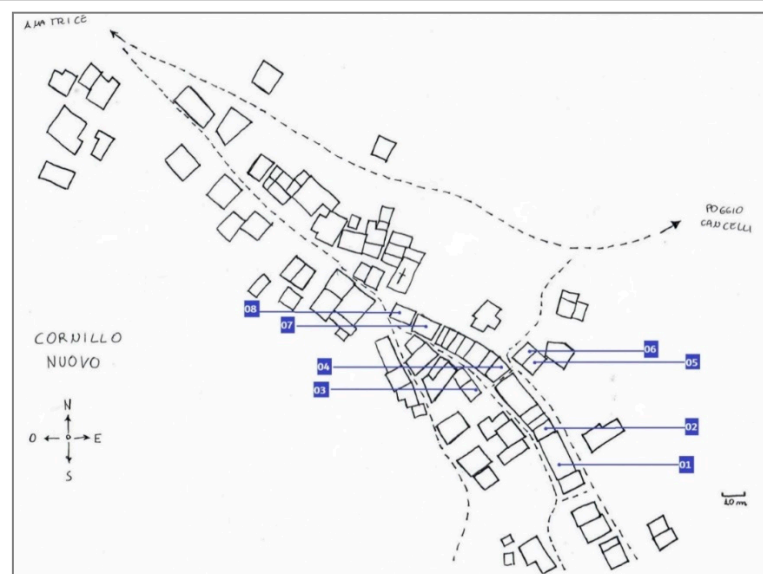 AMATRICE
POGGIO
CANCELLI
08
07
CORNILLO
NUOVO
06
05
04
03
N
O E
S
02
01
10 m